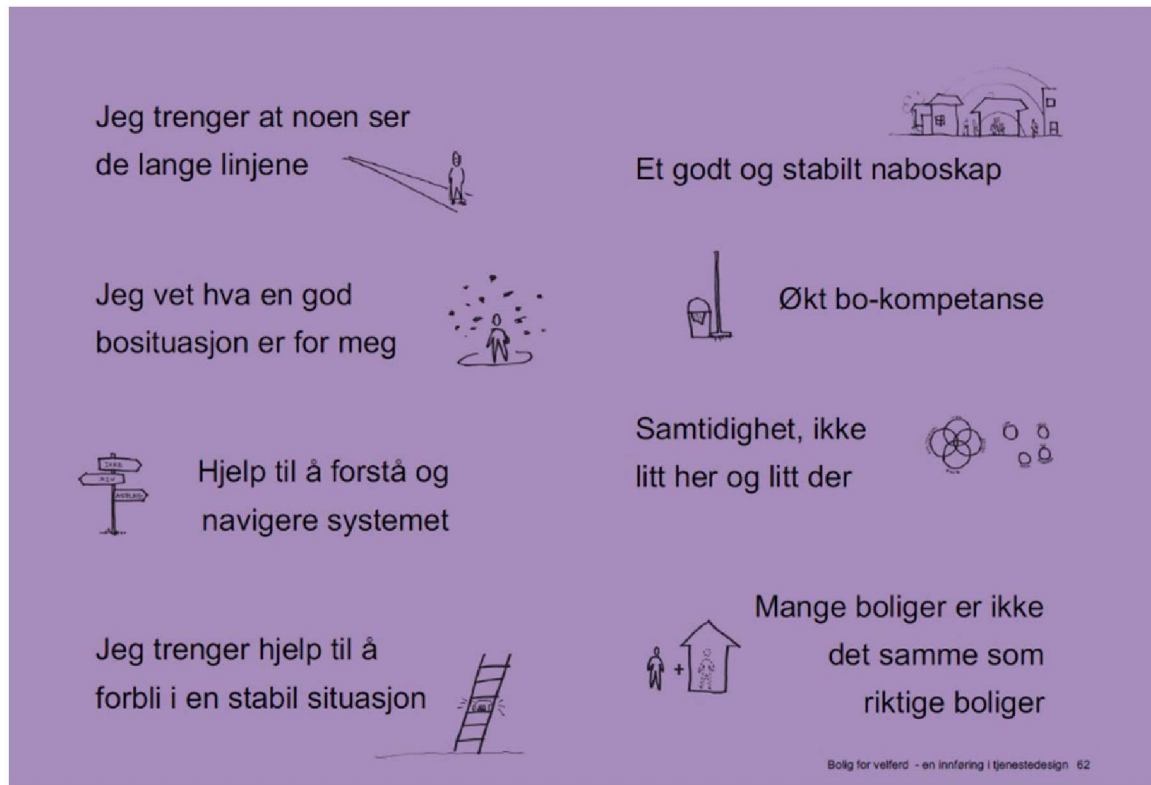 Jeg trenger at noen ser
de lange linjene
Jeg vet hva en god
bosituasjon er for meg
Hjelp til å forstå og
navigere systemet
Jeg trenger hjelp til å
forbli i en stabil situasjon
Et godt og stabilt naboskap
Økt bo-kompetanse
Samtidighet, ikke
litt her og litt der
Mange boliger er ikke
det samme som
riktige boliger
Bolig for velferd - en innføring i tjenestedesign 62